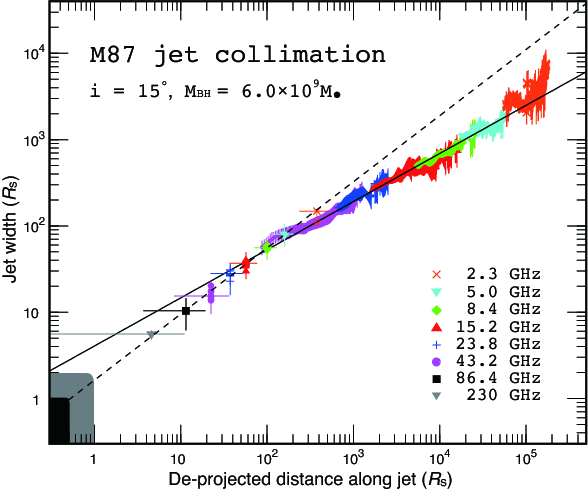 M87 jet collimation
i = 15°, MBH = 6.0×10⁹M●
Jet width (Rs)
10⁴
10³
10²
10
1
2.3 GHz
5.0 GHz
8.4 GHz
15.2 GHz
23.8 GHz
43.2 GHz
86.4 GHz
230 GHz
1 10 10² 10³ 10⁴ 10⁵
De-projected distance along jet (Rs)